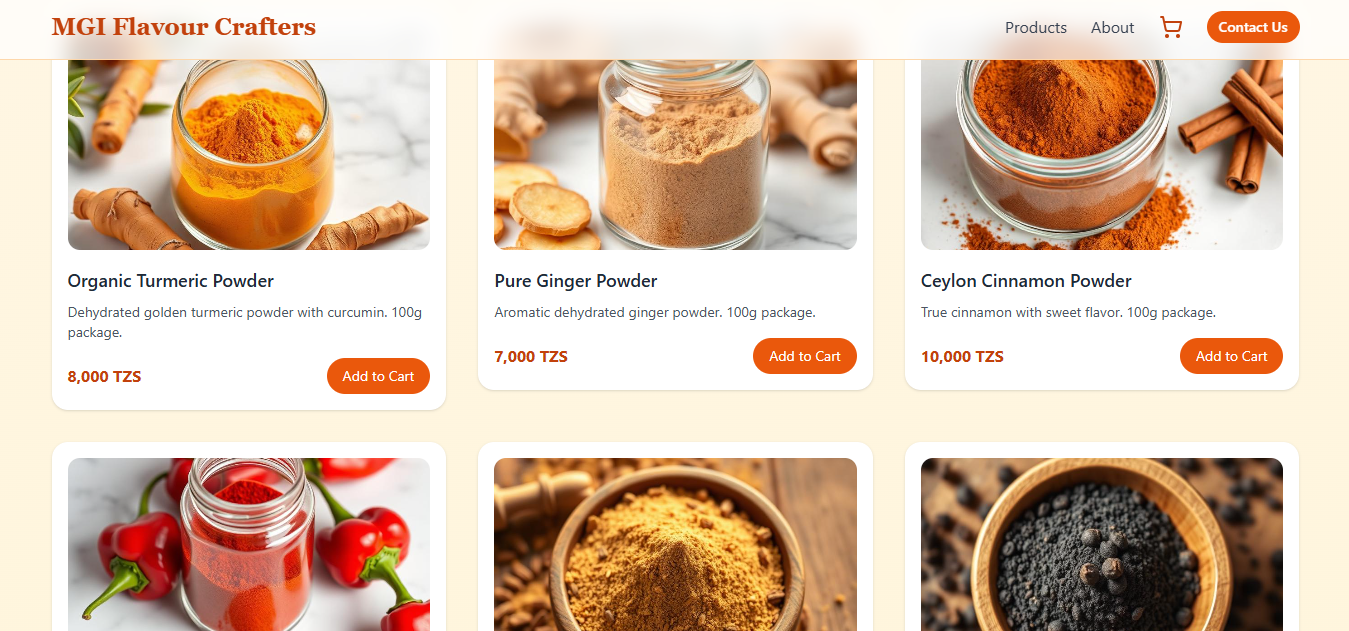 MGI Flavour Crafters
Products
About
Contact Us
Organic Turmeric Powder
Dehydrated golden turmeric powder with curcumin. 100g
package.
8,000 TZS
Add to Cart
Pure Ginger Powder
Aromatic dehydrated ginger powder. 100g package.
7,000 TZS
Add to Cart
Ceylon Cinnamon Powder
True cinnamon with sweet flavor. 100g package.
10,000 TZS
Add to Cart